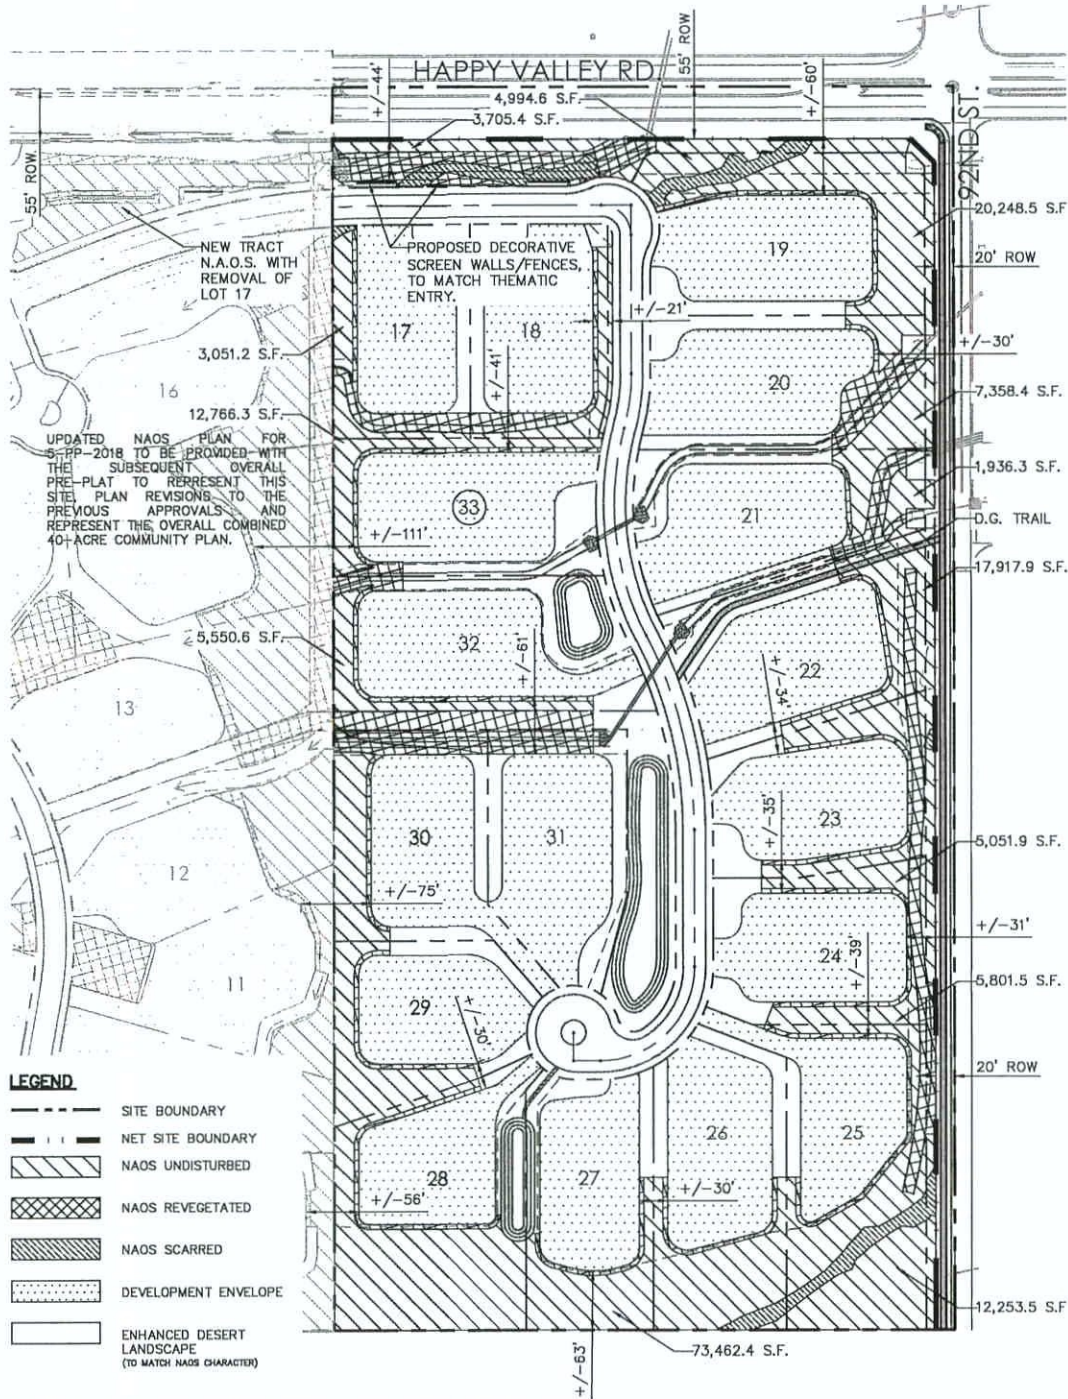 HAPPY VALLEY RD.
55' ROW
+/-44'
+/-60'
4,994.6 S.F.
3,705.4 S.F.
55' ROW
92ND ST.
20,248.5 S.F.
20' ROW
19
NEW TRACT
N.A.O.S. WITH
REMOVAL OF
LOT 17
PROPOSED DECORATIVE
SCREEN WALLS/FENCES,
TO MATCH THEMATIC
ENTRY.
17
18
+/-21'
+/-30'
3,051.2 S.F.
+/-41'
20
16
7,358.4 S.F.
12,766.3 S.F.
UPDATED NAOS PLAN FOR
5-PP-2018 TO BE PROVIDED WITH
THE SUBSEQUENT OVERALL
PRE-PLAT TO REPRESENT THIS
SITE PLAN REVISIONS TO THE
PREVIOUS APPROVALS AND
REPRESENT THE OVERALL COMBINED
40-ACRE COMMUNITY PLAN.
1,936.3 S.F.
33
21
D.G. TRAIL
+/-111'
17,917.9 S.F.
5,550.6 S.F.
32
+/-61'
22
+/-34'
13
23
+/-35'
30
31
5,051.9 S.F.
12
+/-75'
+/-31'
24
+/-39'
11
5,801.5 S.F.
29
+/-30'
20' ROW
26
25
28
27
+/-30'
+/-56'
12,253.5 S.F.
73,462.4 S.F.
+/-63'
LEGEND
SITE BOUNDARY
NET SITE BOUNDARY
NAOS UNDISTURBED
NAOS REVEGETATED
NAOS SCARRED
DEVELOPMENT ENVELOPE
ENHANCED DESERT
LANDSCAPE
(TO MATCH NAOS CHARACTER)